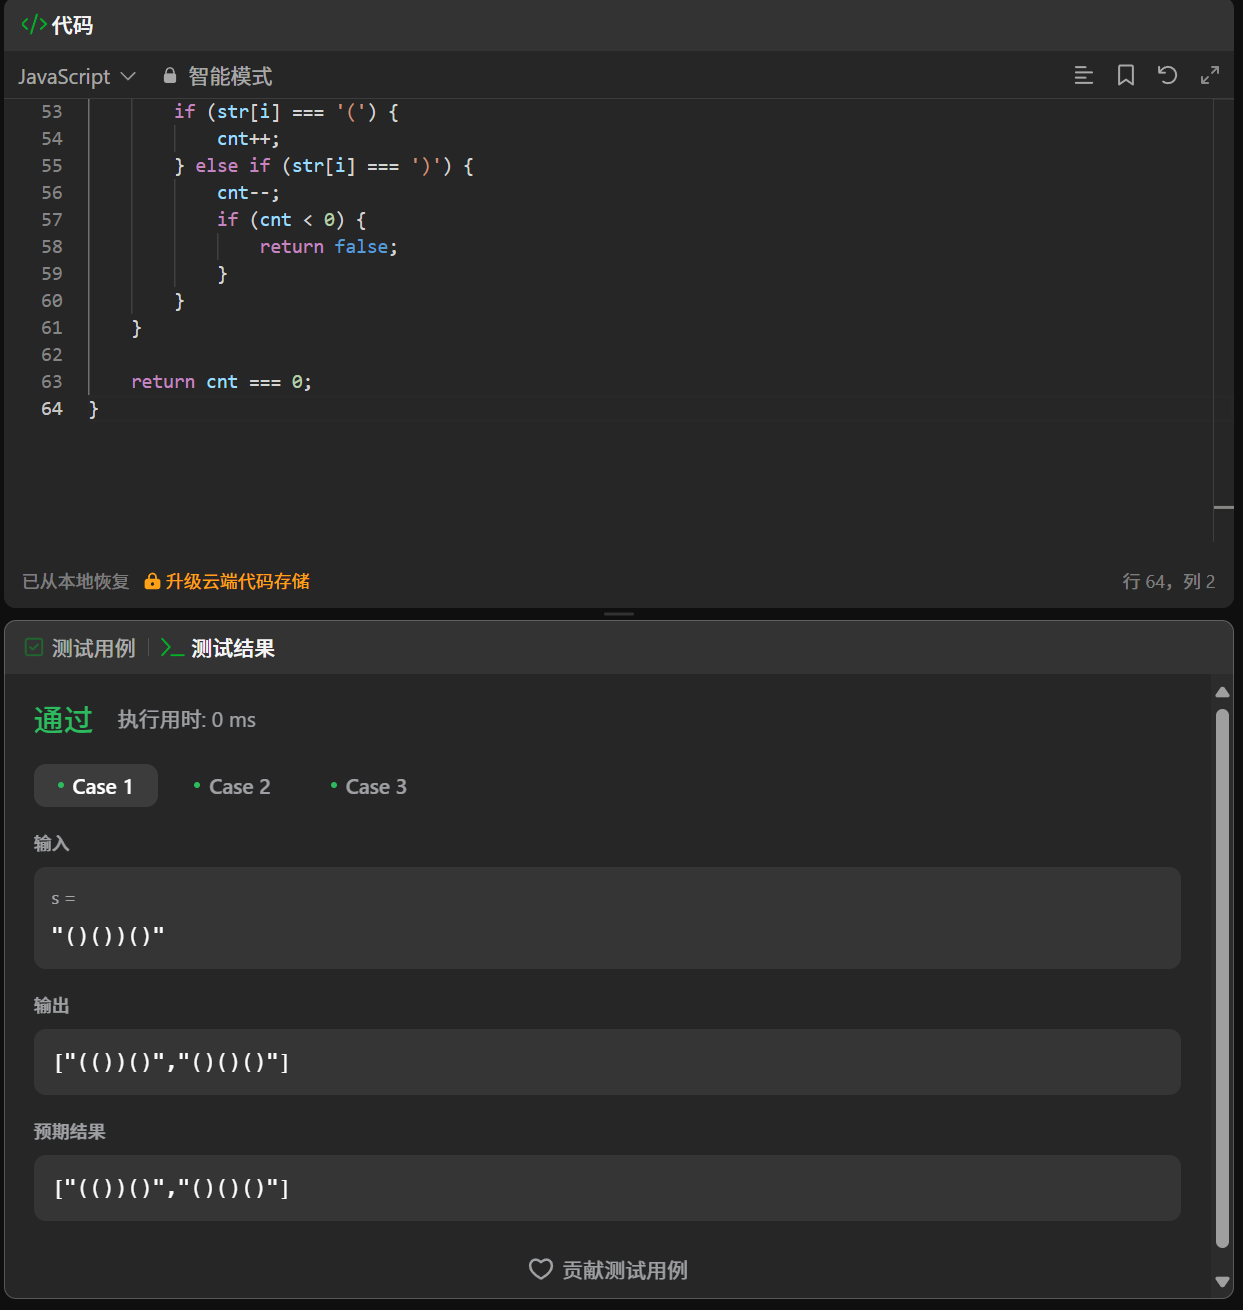 </> 代码
JavaScript 智能模式
53 if (str[i] === '(') {
54 cnt++;
55 } else if (str[i] === ')') {
56 cnt--;
57 if (cnt < 0) {
58 return false;
59 }
60 }
61 }
62
63 return cnt === 0;
64 }
已从本地恢复 升级云端代码存储 行 64，列 2
测试用例 测试结果
通过 执行用时: 0 ms
Case 1 Case 2 Case 3
输入
s =
"()())()"
输出
["(())()","()()()"]
预期结果
["(())()","()()()"]
贡献测试用例